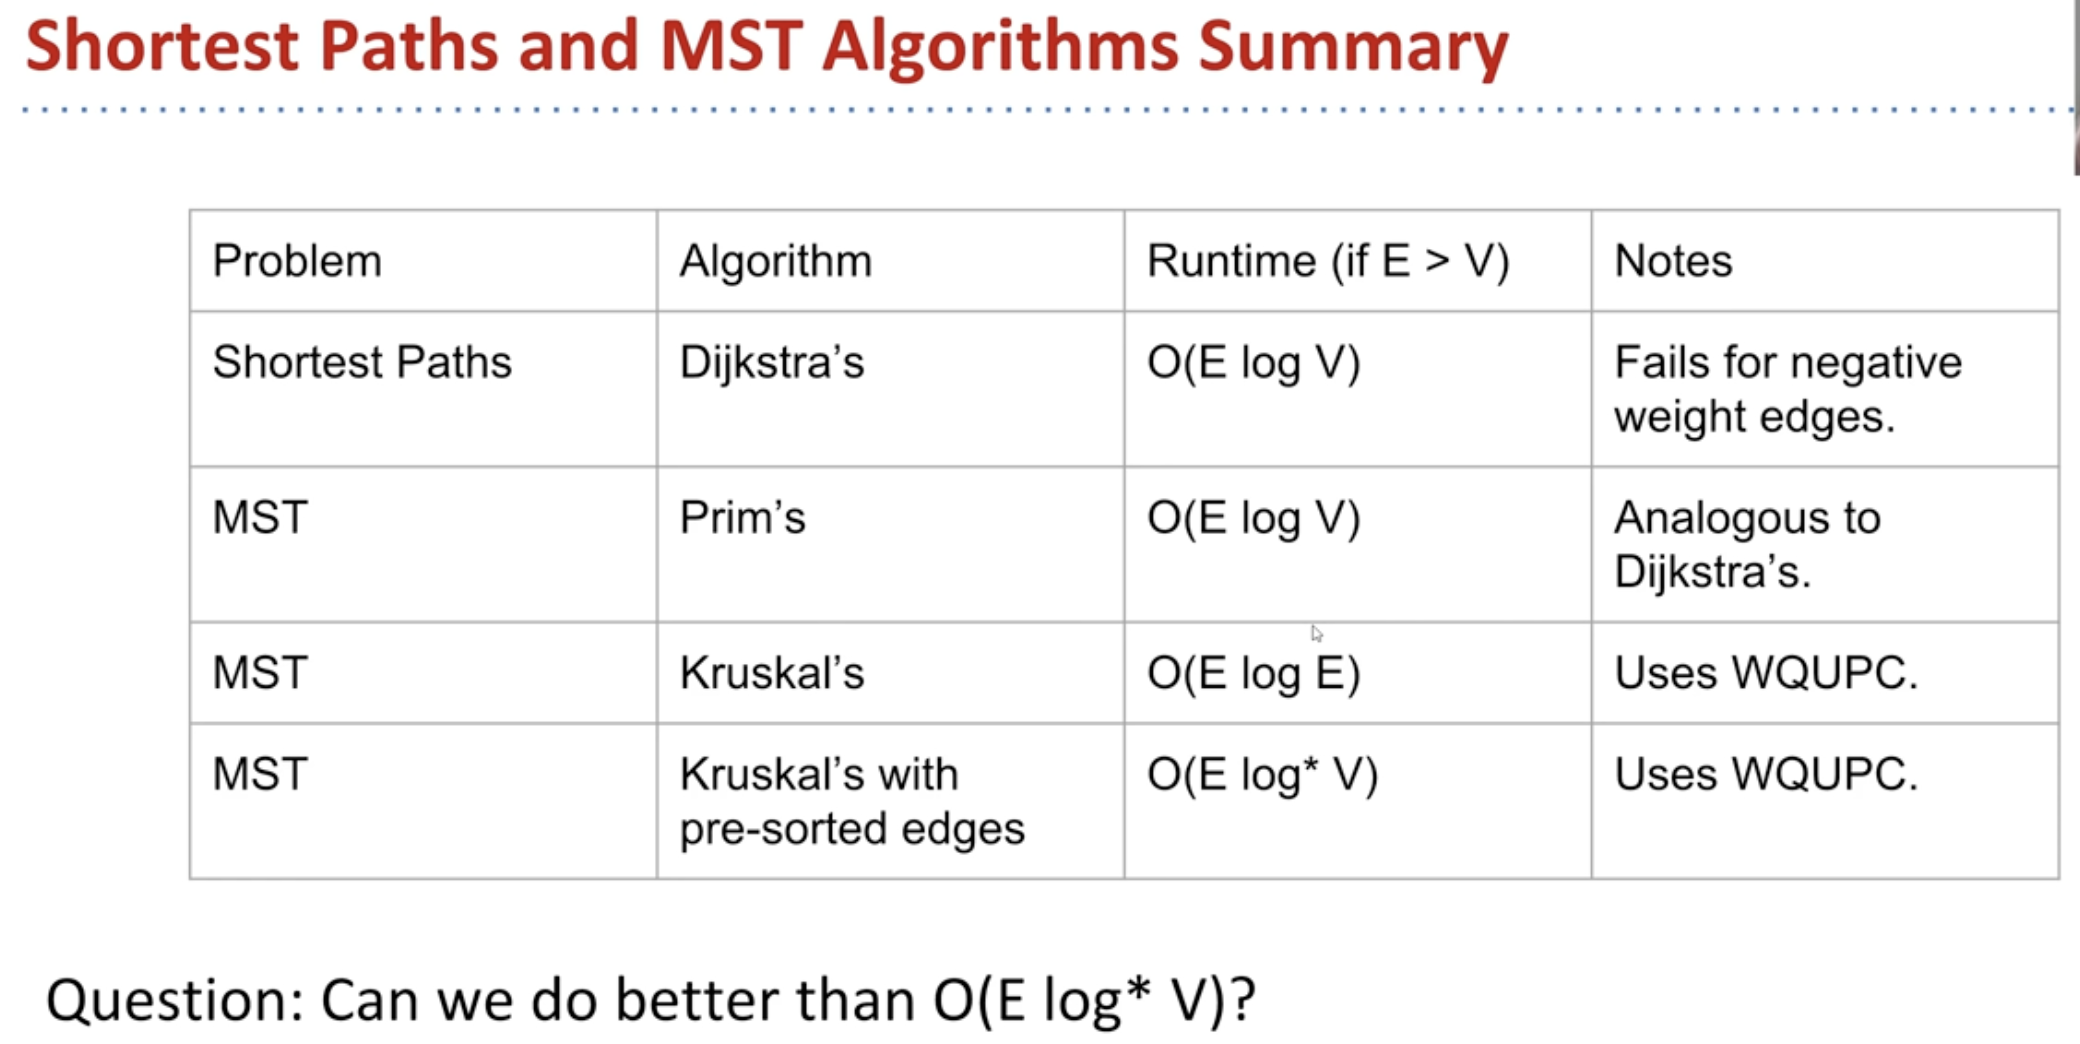 Shortest Paths and MST Algorithms Summary
Problem
Algorithm
Runtime (if E > V)
Notes
Shortest Paths
Dijkstra’s
O(E log V)
Fails for negative
weight edges.
MST
Prim’s
O(E log V)
Analogous to
Dijkstra’s.
MST
Kruskal’s
O(E log E)
Uses WQUPC.
MST
Kruskal’s with
pre-sorted edges
O(E log* V)
Uses WQUPC.
Question: Can we do better than O(E log* V)?